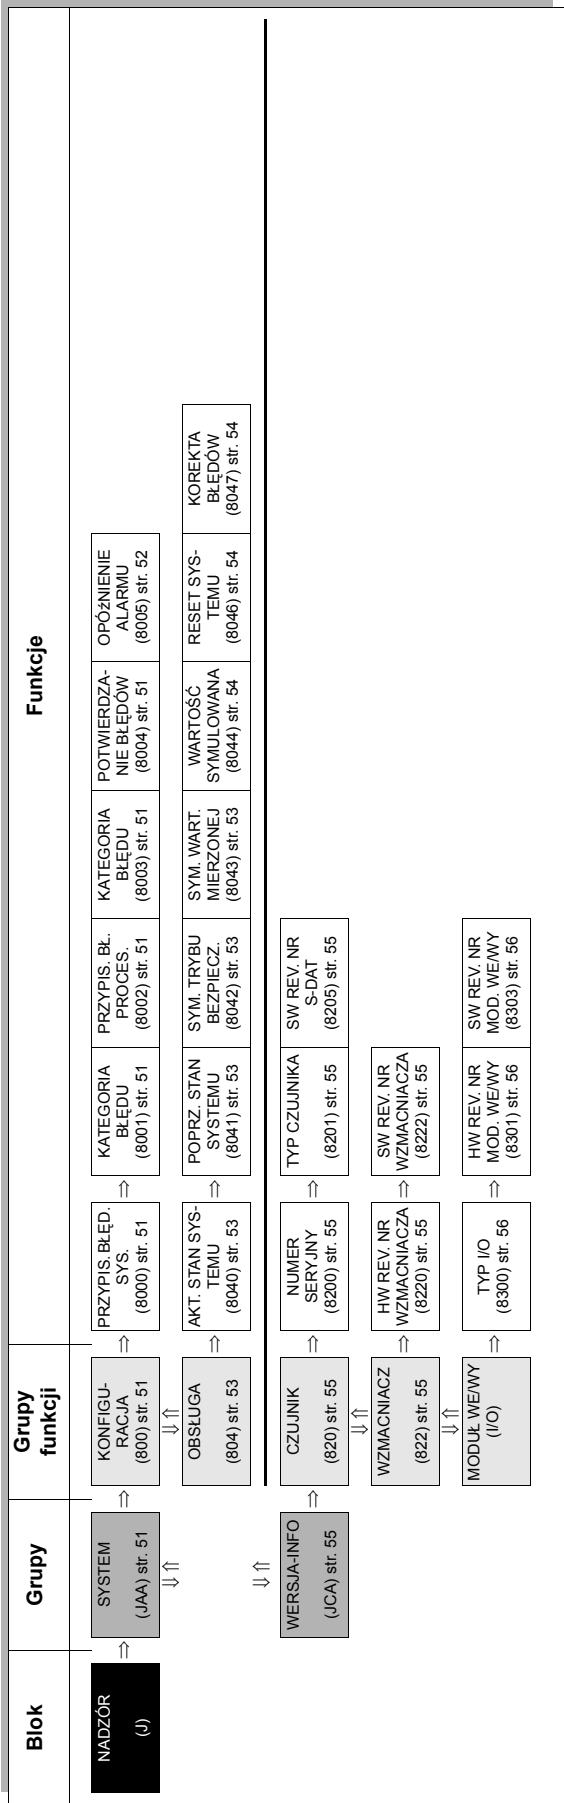 Blok
Grupy
Grupy
funkcji
Funkcje
NADZÓR
(J)
⇒
SYSTEM
(JAA) str. 51
⇒
KONFIGU-
RACJA
(800) str. 51
⇒
PRZYPIS. BŁĘD.
SYS.
(8000) str. 51
⇒
KATEGORIA
BŁĘDU
(8001) str. 51
PRZYPIS. BŁ.
PROCES.
(8002) str. 51
KATEGORIA
BŁĘDU
(8003) str. 51
POTWIERDZA-
NIE BŁĘDÓW
(8004) str. 51
OPÓźNIENIE
ALARMU
(8005) str. 52
⇓⇑
⇓⇑
OBSŁUGA
(804) str. 53
⇒
AKT. STAN SYS-
TEMU
(8040) str. 53
⇒
POPRZ. STAN
SYSTEMU
(8041) str. 53
SYM. TRYBU
BEZPIECZ.
(8042) str. 53
SYM. WART.
MIERZONEJ
(8043) str. 53
WARTOŚĆ
SYMULOWANA
(8044) str. 54
RESET SYS-
TEMU
(8046) str. 54
KOREKTA
BŁĘDÓW
(8047) str. 54
⇓⇑
WERSJA-INFO
(JCA) str. 55
⇒
CZUJNIK
(820) str. 55
⇒
NUMER
SERYJNY
(8200) str. 55
⇒
TYP CZUJNIKA
(8201) str. 55
SW REV. NR
S-DAT
(8205) str. 55
⇓⇑
WZMACNIACZ
(822) str. 55
⇒
HW REV. NR
WZMACNIACZA
(8220) str. 55
⇒
SW REV. NR
WZMACNIACZA
(8222) str. 55
⇓⇑
MODUŁ WE/WY
(I/O)
⇒
TYP I/O
(8300) str. 56
⇒
HW REV. NR
MOD. WE/WY
(8301) str. 56
SW REV. NR
MOD. WE/WY
(8303) str. 56